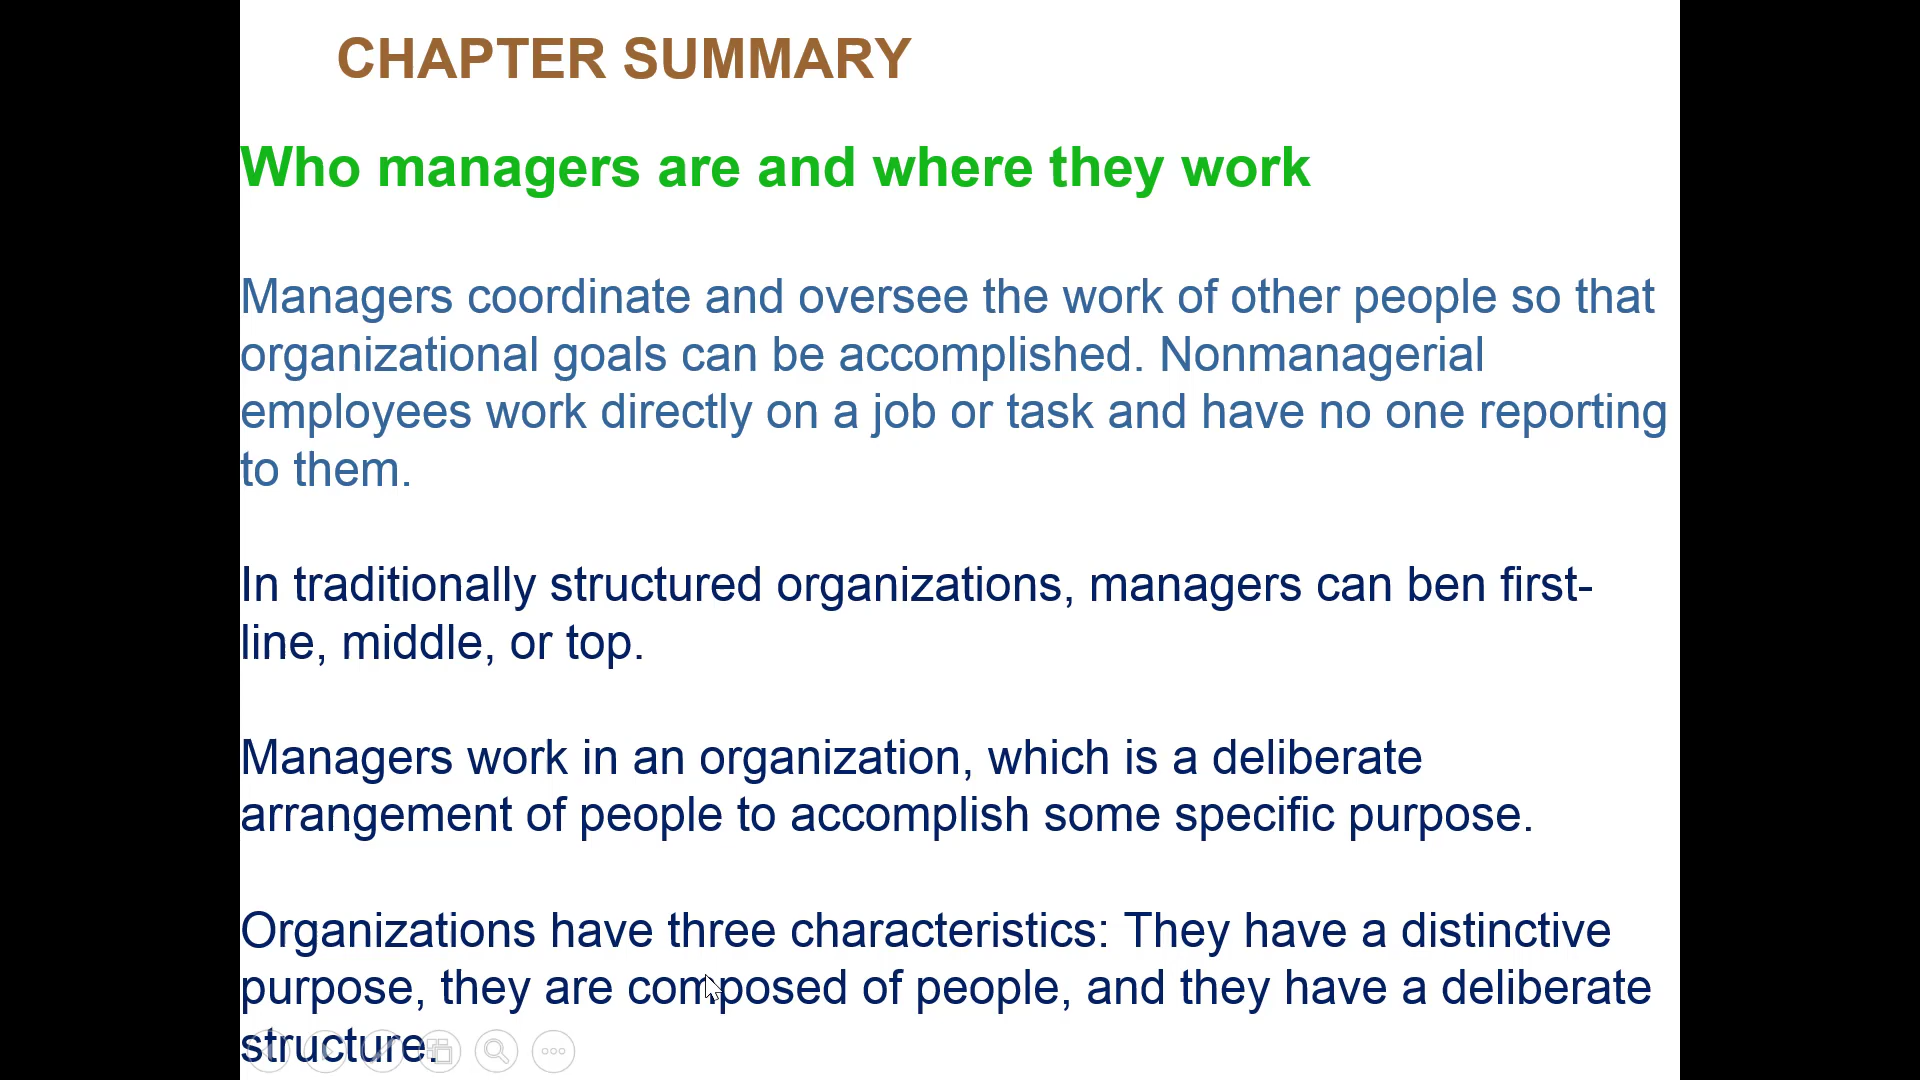 CHAPTER SUMMARY
Who managers are and where they work
Managers coordinate and oversee the work of other people so that
organizational goals can be accomplished. Nonmanagerial
employees work directly on a job or task and have no one reporting
to them.
In traditionally structured organizations, managers can ben first-
line, middle, or top.
Managers work in an organization, which is a deliberate
arrangement of people to accomplish some specific purpose.
Organizations have three characteristics: They have a distinctive
purpose, they are composed of people, and they have a deliberate
structure.